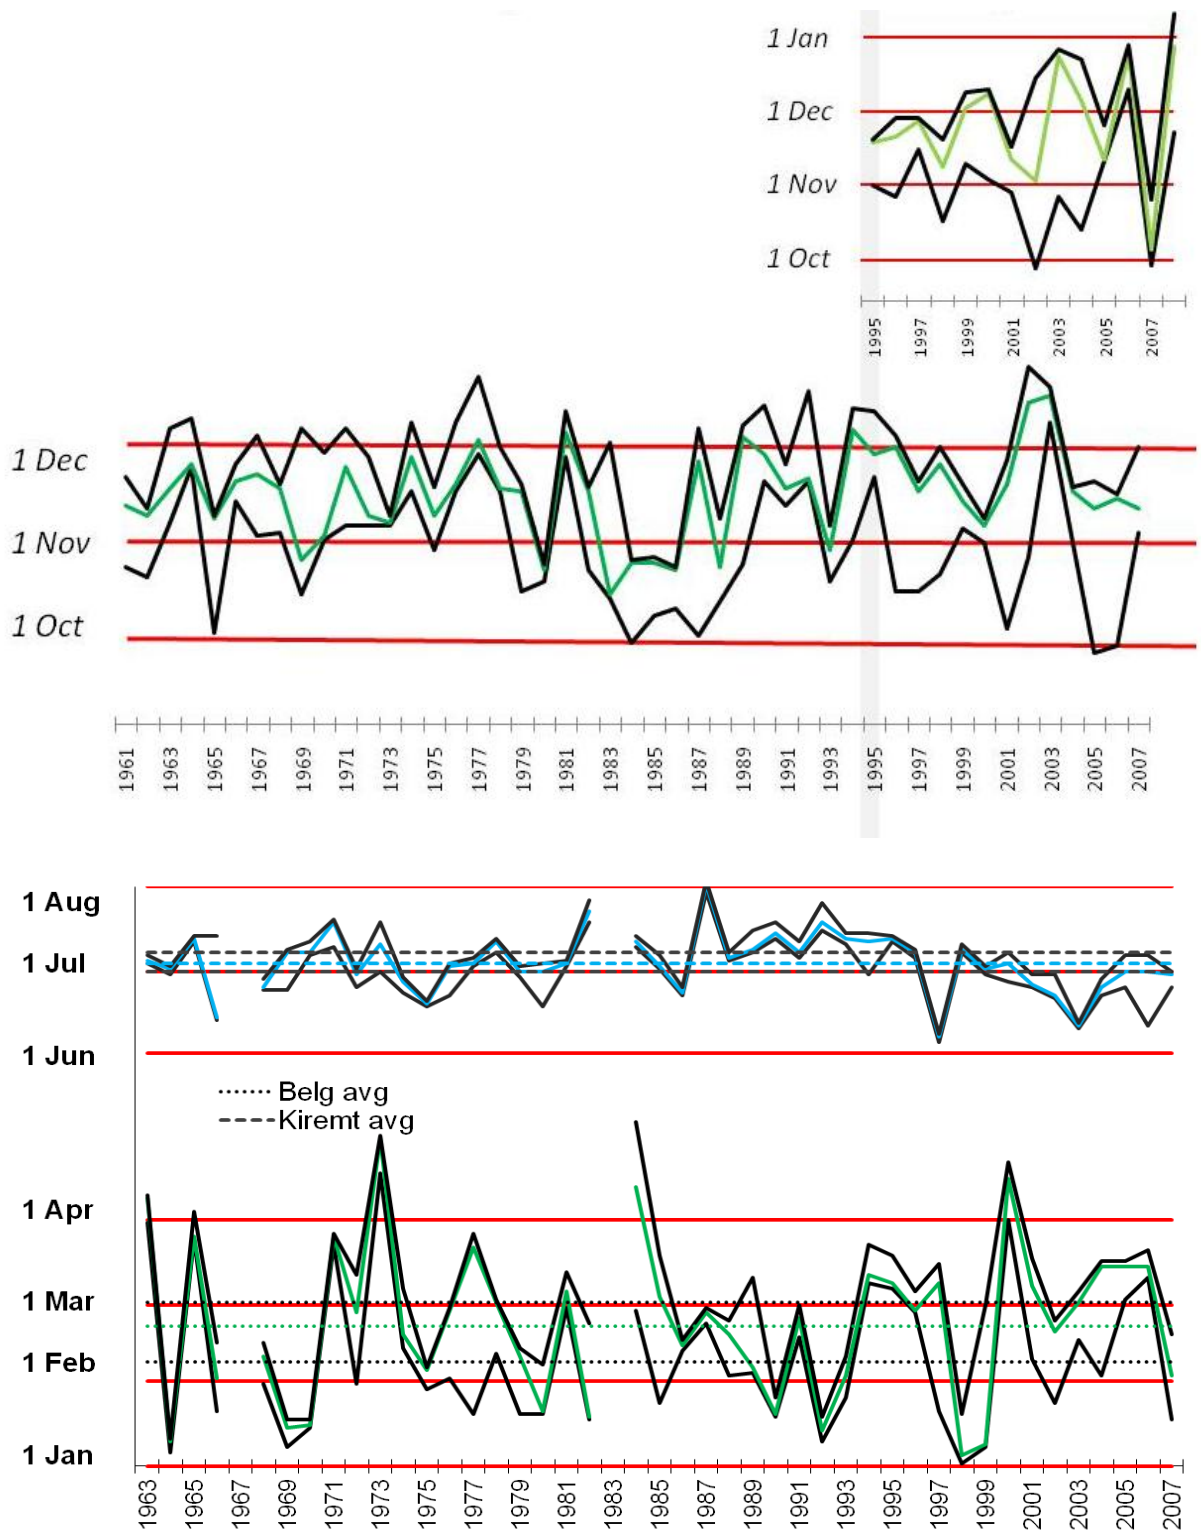 1 Jan
1 Dec
1 Nov
1 Oct
1995 1997 1999 2001 2003 2005 2007
1 Dec
1 Nov
1 Oct
1961 1963 1965 1967 1969 1971 1973 1975 1977 1979 1981 1983 1985 1987 1989 1991 1993 1995 1997 1999 2001 2003 2005 2007
1 Aug
1 Jul
1 Jun
Belg avg
Kiremt avg
1 Apr
1 Mar
1 Feb
1 Jan
1963 1965 1967 1969 1971 1973 1975 1977 1979 1981 1983 1985 1987 1989 1991 1993 1995 1997 1999 2001 2003 2005 2007